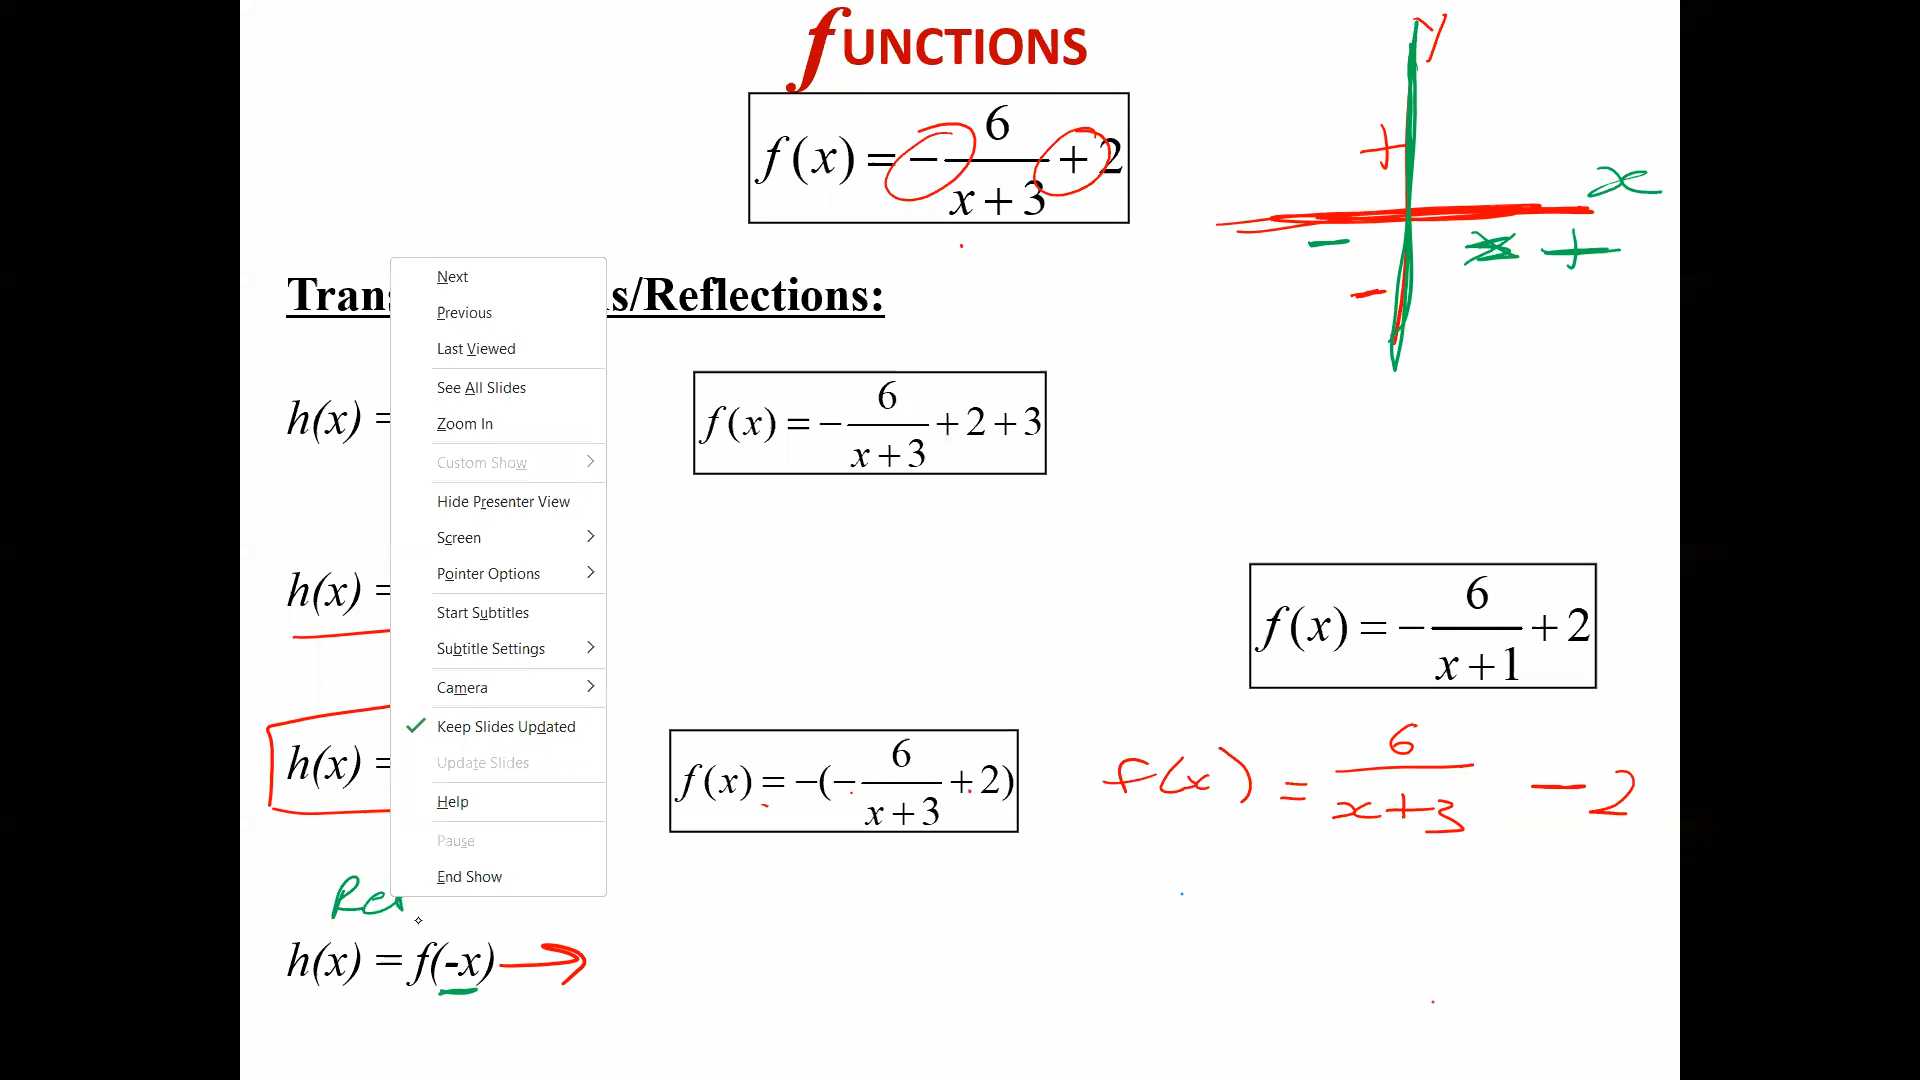 fUNCTIONS
f(x) = -6/(x+3) + 2
y
+
x
- +
-
Trans s/Reflections:
h(x) =
f(x) = -6/(x+3) + 2 + 3
h(x) =
f(x) = -6/(x+1) + 2
h(x) =
f(x) = -(-6/(x+3) + 2)
f(x) = 6/(x+3) - 2
h(x) = f(-x)
Next
Previous
Last Viewed
See All Slides
Zoom In
Custom Show
Hide Presenter View
Screen
Pointer Options
Start Subtitles
Subtitle Settings
Camera
Keep Slides Updated
Update Slides
Help
Pause
End Show